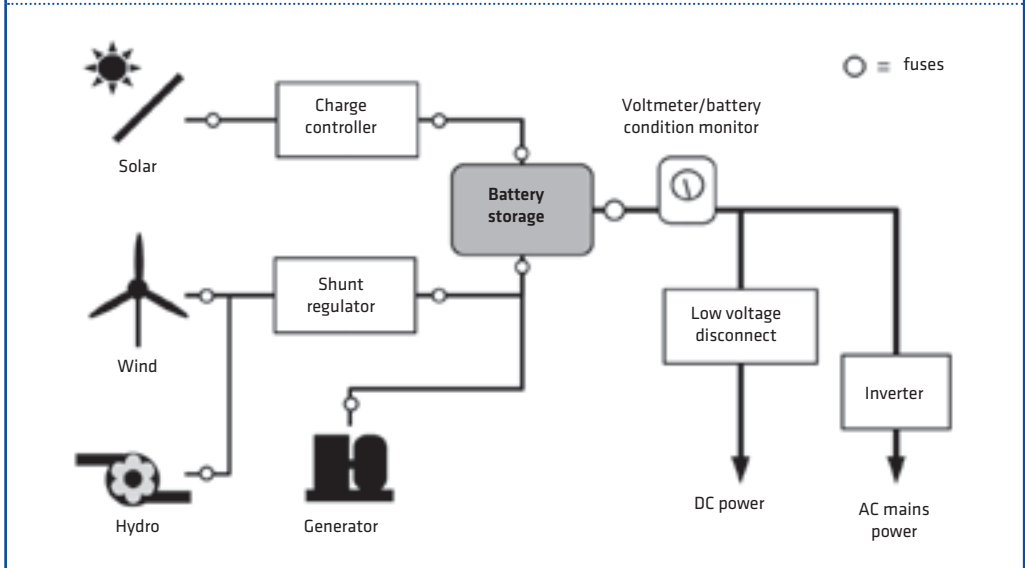 = fuses
Charge
controller
Voltmeter/battery
condition monitor
Solar
Battery
storage
Shunt
regulator
Low voltage
disconnect
Wind
Inverter
DC power
AC mains
power
Hydro
Generator